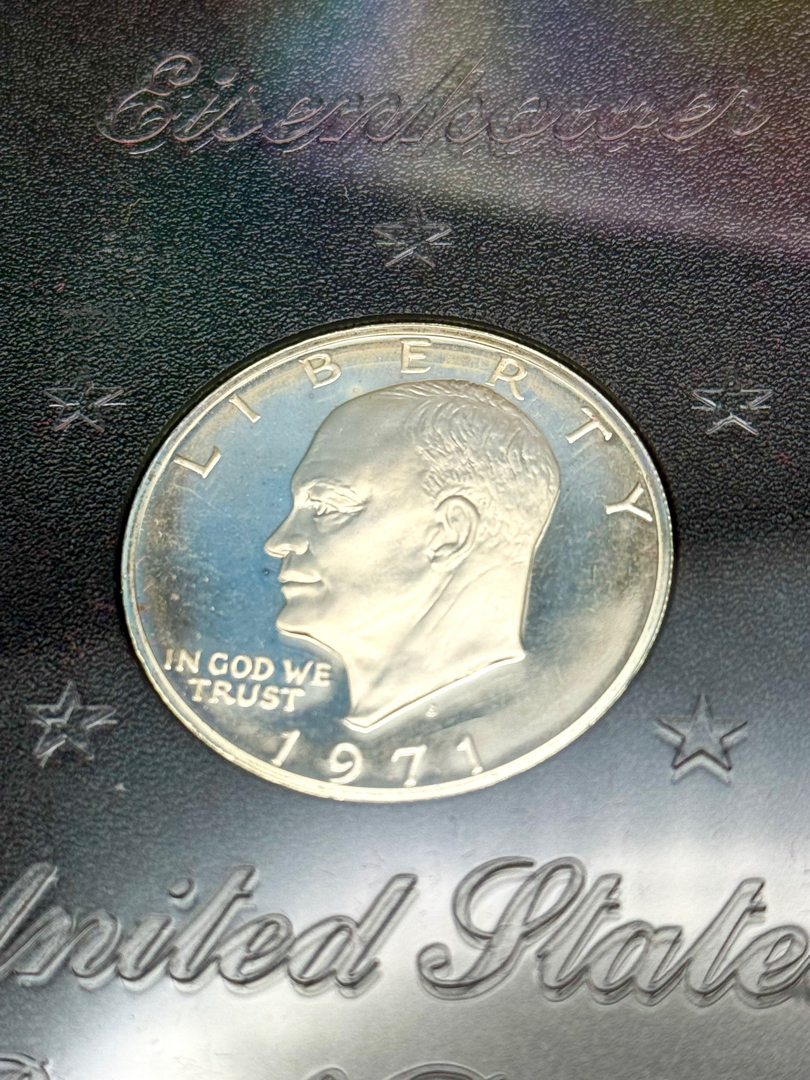 Eisenhower
LIBERTY
IN GOD WE
TRUST
S
1971
United States